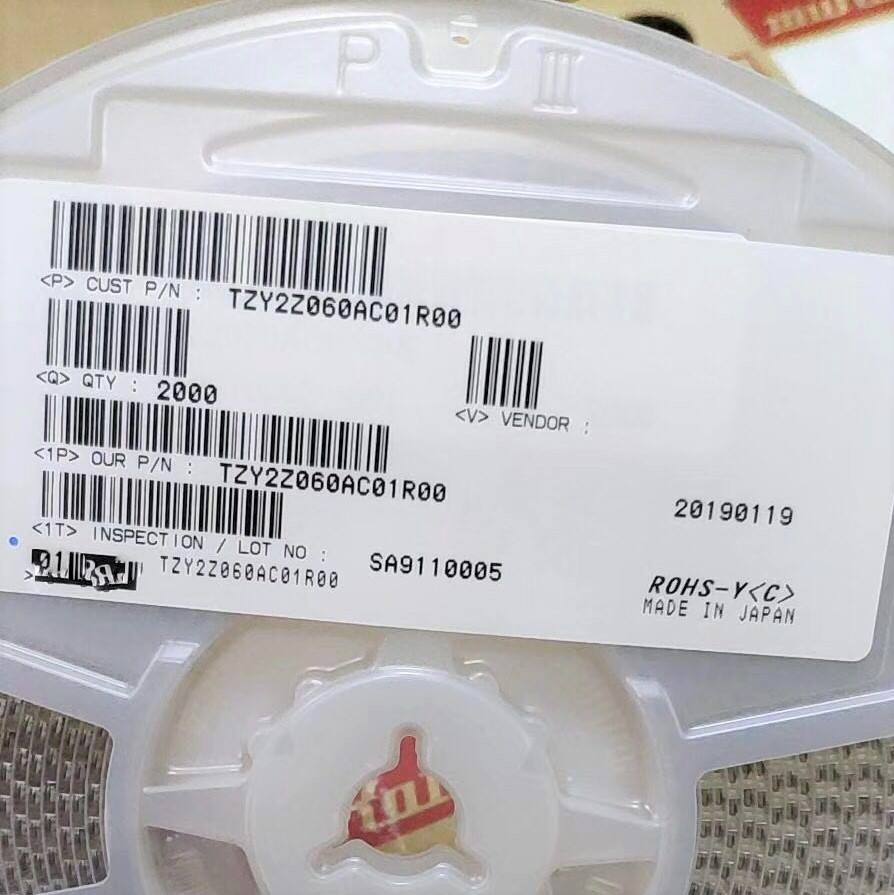 P III
<P> CUST P/N : TZY2Z060AC01R00
<Q> QTY : 2000
<V> VENDOR :
<1P> OUR P/N : TZY2Z060AC01R00
20190119
<1T> INSPECTION / LOT NO : SA9110005
TZY2Z060AC01R00
ROHS-Y<C>
MADE IN JAPAN